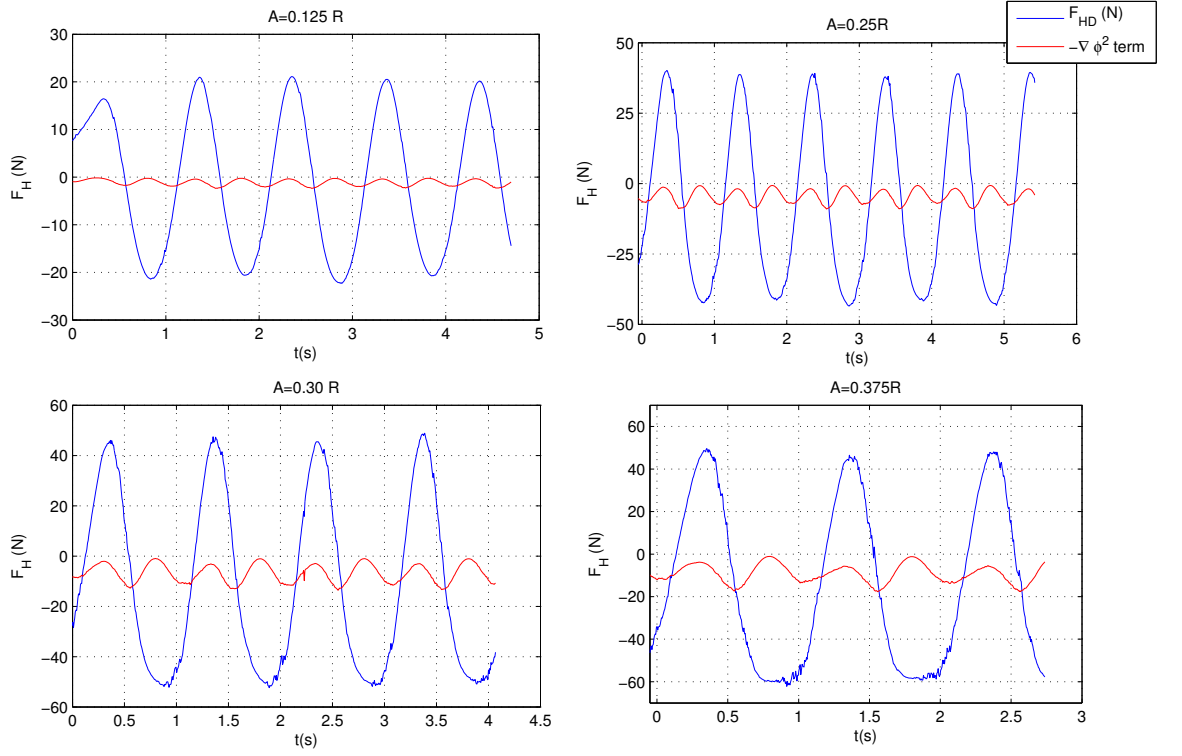 A=0.125 R
30
20
10
0
−10
−20
−30
F_H (N)
0 1 2 3 4 5
t(s)
A=0.25R
F_HD (N)
−∇ ϕ² term
50
25
0
−25
−50
F_H (N)
0 1 2 3 4 5 6
t(s)
A=0.30 R
60
40
20
0
−20
−40
−60
F_H (N)
0 0.5 1 1.5 2 2.5 3 3.5 4 4.5
t(s)
A=0.375R
60
40
20
0
−20
−40
−60
F_H (N)
0 0.5 1 1.5 2 2.5 3
t(s)